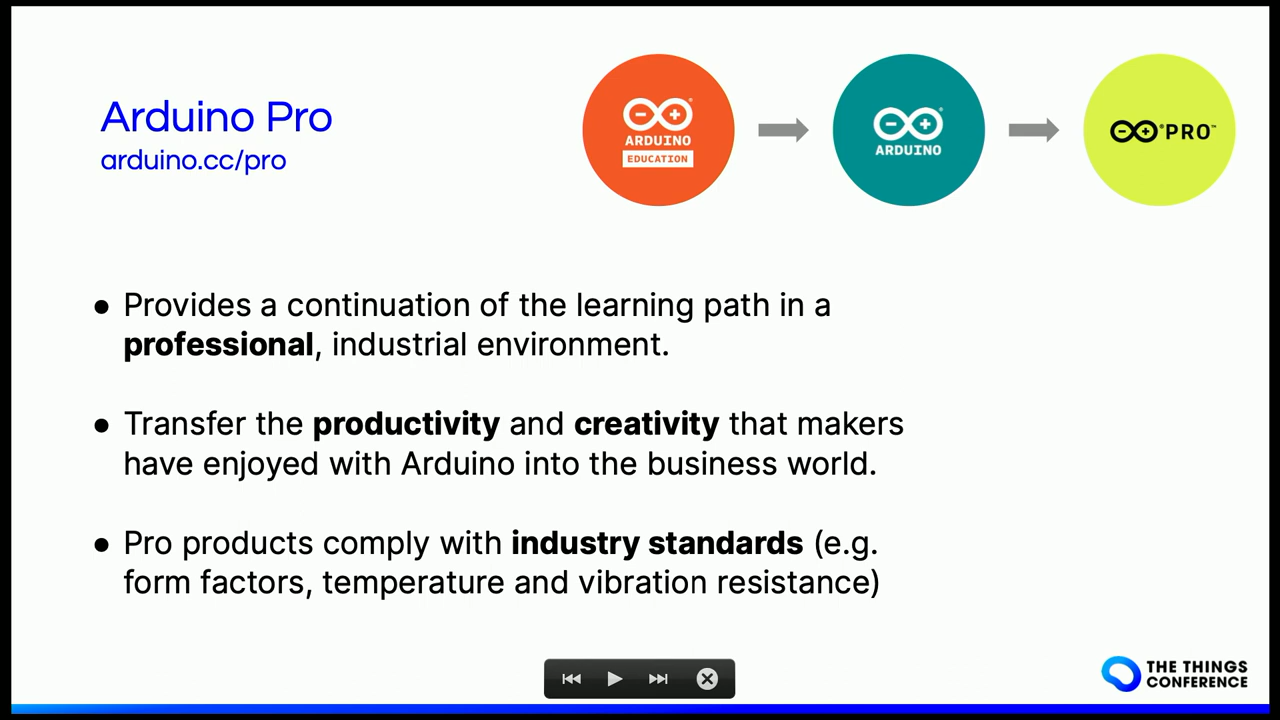 Arduino Pro
arduino.cc/pro
ARDUINO
EDUCATION
ARDUINO
PRO™
● Provides a continuation of the learning path in a
professional, industrial environment.
● Transfer the productivity and creativity that makers
have enjoyed with Arduino into the business world.
● Pro products comply with industry standards (e.g.
form factors, temperature and vibration resistance)
THE THINGS
CONFERENCE